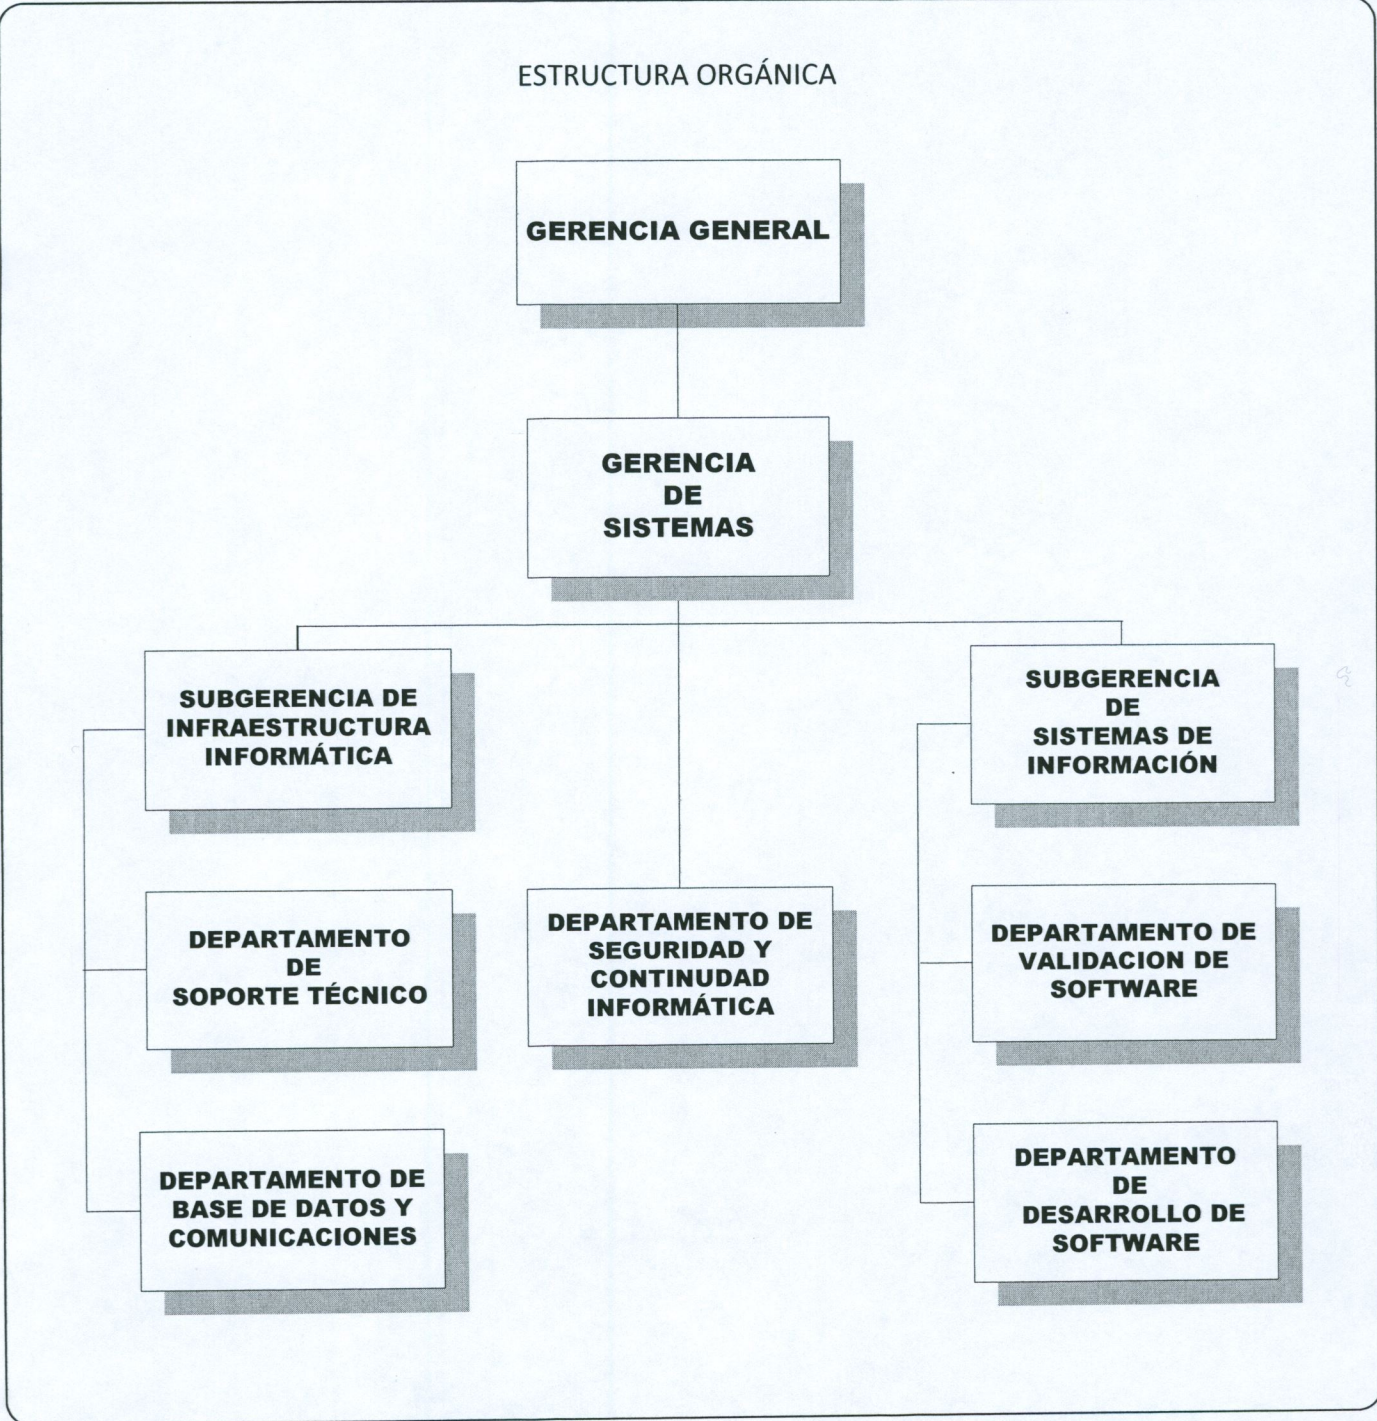 ESTRUCTURA ORGÁNICA
GERENCIA GENERAL
GERENCIA
DE
SISTEMAS
SUBGERENCIA DE
INFRAESTRUCTURA
INFORMÁTICA
SUBGERENCIA
DE
SISTEMAS DE
INFORMACIÓN
DEPARTAMENTO
DE
SOPORTE TÉCNICO
DEPARTAMENTO DE
SEGURIDAD Y
CONTINUDAD
INFORMÁTICA
DEPARTAMENTO DE
VALIDACION DE
SOFTWARE
DEPARTAMENTO DE
BASE DE DATOS Y
COMUNICACIONES
DEPARTAMENTO
DE
DESARROLLO DE
SOFTWARE